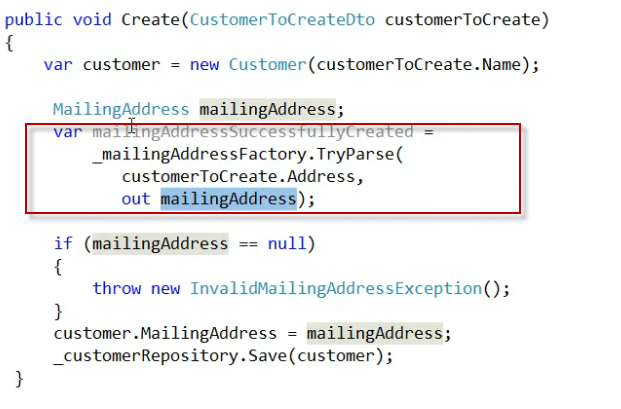 public void Create(CustomerToCreateDto customerToCreate)
{
var customer = new Customer(customerToCreate.Name);
MailingAddress mailingAddress;
var mailingAddressSuccessfullyCreated =
_mailingAddressFactory.TryParse(
customerToCreate.Address,
out mailingAddress);
if (mailingAddress == null)
{
throw new InvalidMailingAddressException();
}
customer.MailingAddress = mailingAddress;
_customerRepository.Save(customer);
}